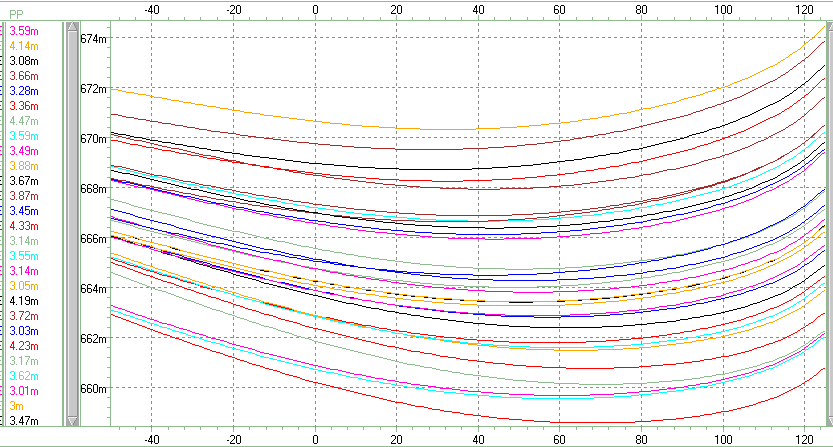 -40 -20 0 20 40 60 80 100 120
PP
3.59m
4.14m
3.08m
3.66m
3.28m
3.36m
4.47m
3.59m
3.49m
3.88m
3.67m
3.87m
3.45m
4.33m
3.14m
3.55m
3.14m
3.05m
4.19m
3.72m
3.03m
4.23m
3.17m
3.62m
3.01m
3m
3.47m
674m
672m
670m
668m
666m
664m
662m
660m
-40 -20 0 20 40 60 80 100 120